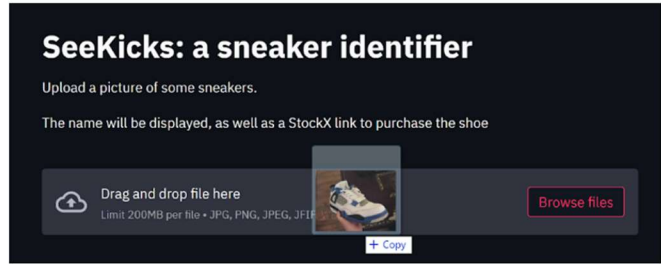 SeeKicks: a sneaker identifier
Upload a picture of some sneakers.
The name will be displayed, as well as a StockX link to purchase the shoe
Drag and drop file here
Limit 200MB per file • JPG, PNG, JPEG, JFIF
Browse files
+ Copy